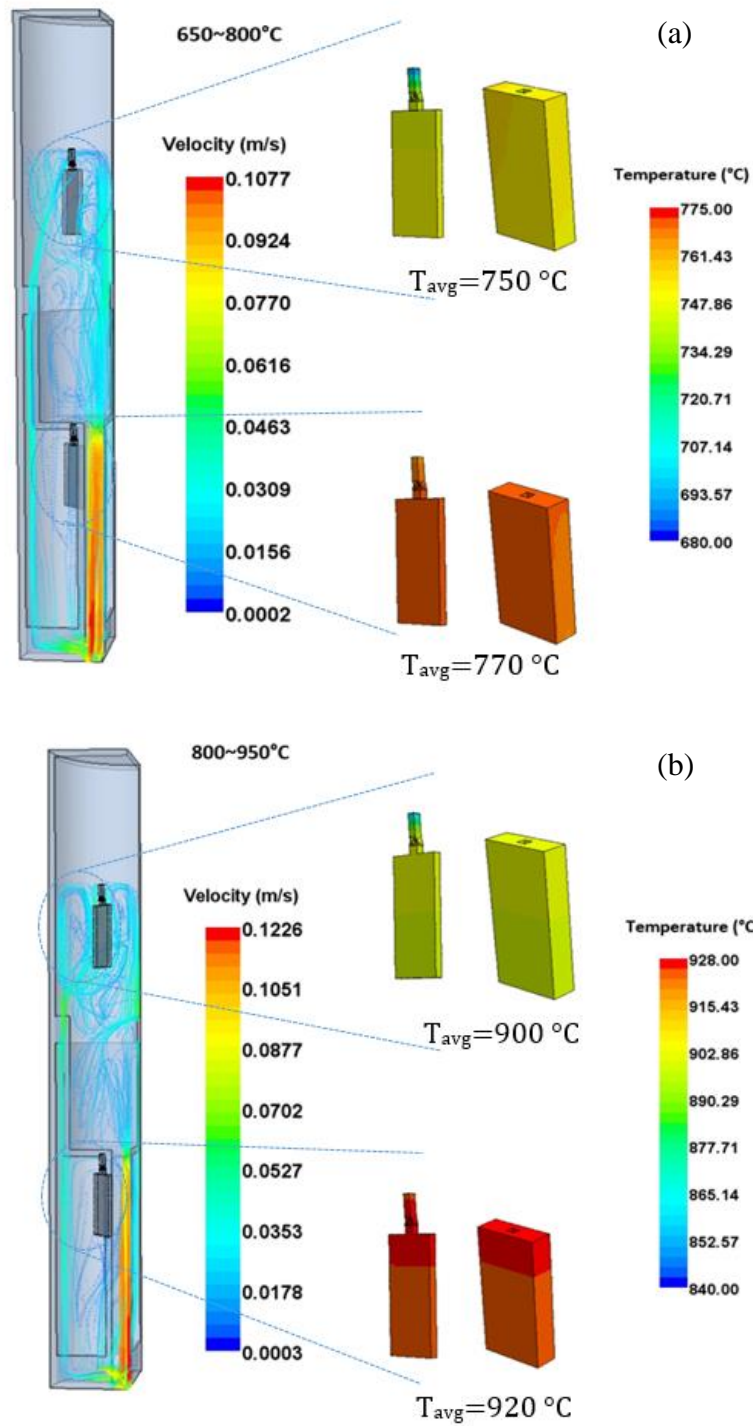 650~800°C
(a)
Velocity (m/s)
0.1077
0.0924
0.0770
0.0616
0.0463
0.0309
0.0156
0.0002
Tavg=750 °C
Tavg=770 °C
Temperature (°C)
775.00
761.43
747.86
734.29
720.71
707.14
693.57
680.00
800~950°C
(b)
Velocity (m/s)
0.1226
0.1051
0.0877
0.0702
0.0527
0.0353
0.0178
0.0003
Tavg=900 °C
Tavg=920 °C
Temperature (°C
928.00
915.43
902.86
890.29
877.71
865.14
852.57
840.00